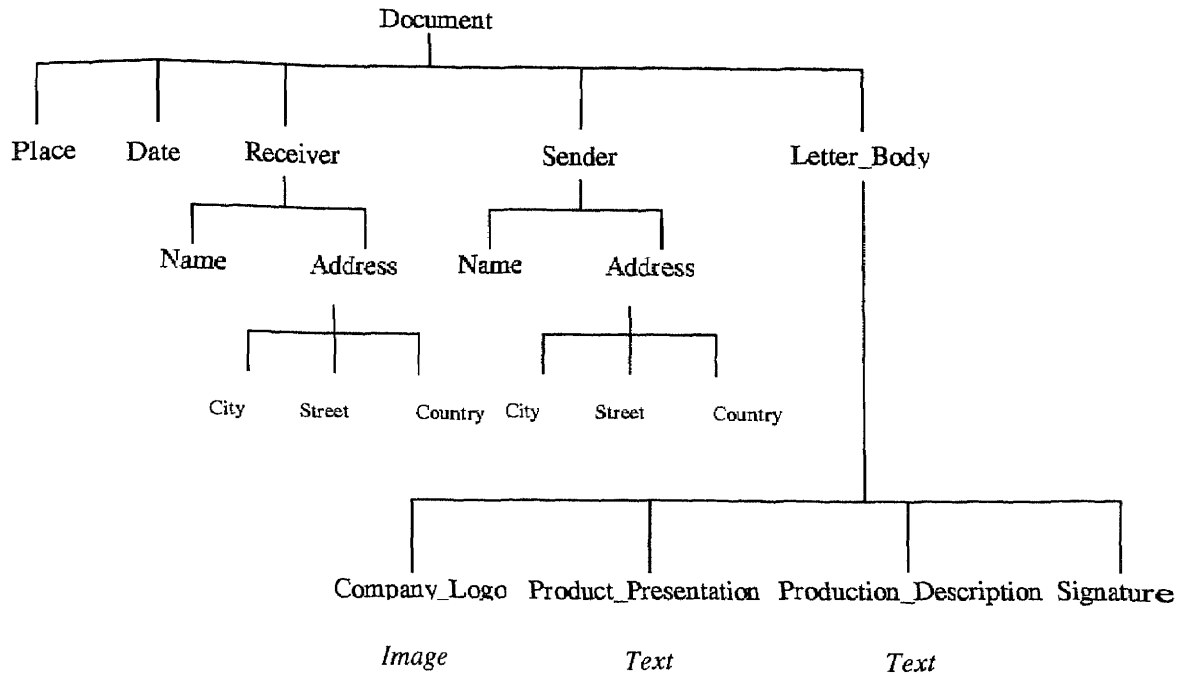 Document
Place Date Receiver Sender Letter_Body
Name Address Name Address
City Street Country City Street Country
Company_Logo Product_Presentation Production_Description Signature
Image Text Text